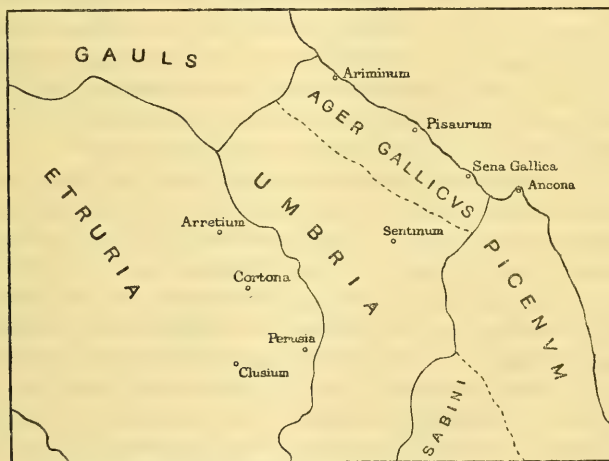 GAULS
Ariminum
AGER GALLICVS
Pisaurum
Sena Gallica
Ancona
ETRURIA
UMBRIA
Arretium
Sentinum
PICENVM
Cortona
Perusia
Clusium
SABINI